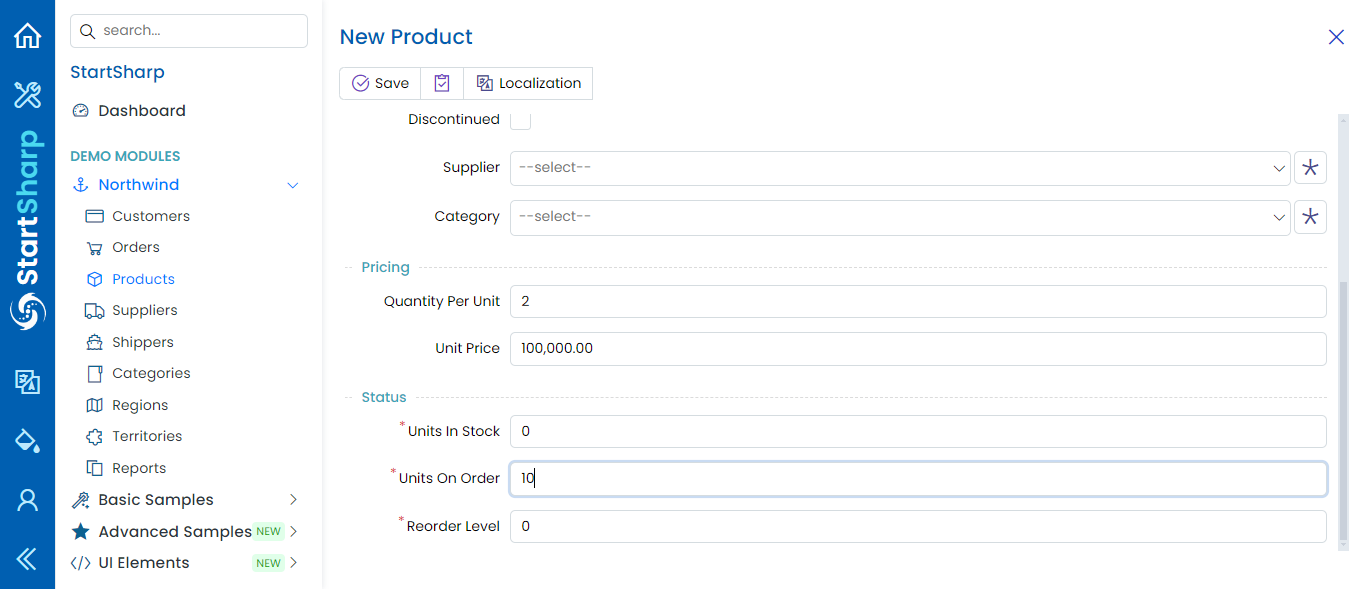 search...
StartSharp
Dashboard
DEMO MODULES
Northwind
Customers
Orders
Products
Suppliers
Shippers
Categories
Regions
Territories
Reports
Basic Samples
Advanced Samples NEW
UI Elements NEW
StartSharp
New Product
Save Localization
Discontinued
Supplier --select--
Category --select--
Pricing
Quantity Per Unit 2
Unit Price 100,000.00
Status
*Units In Stock 0
*Units On Order 10
*Reorder Level 0